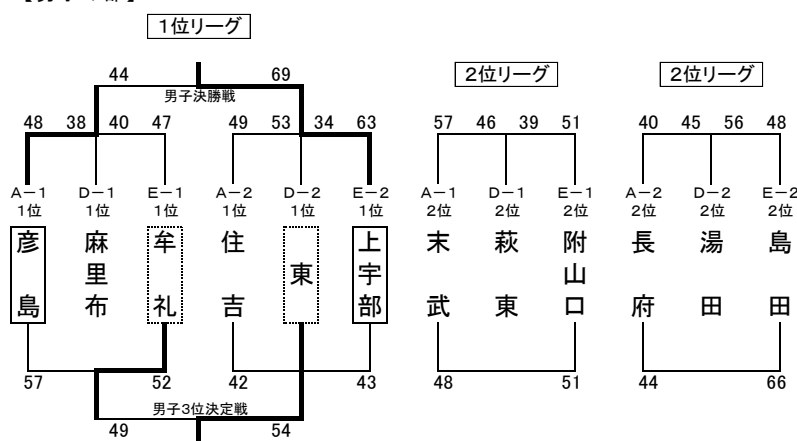 1位リーグ
44 69 2位リーグ 2位リーグ
男子決勝戦
48 38 40 47 49 53 34 63 57 46 39 51 40 45 56 48
A-1 D-1 E-1 A-2 D-2 E-2 A-1 D-1 E-1 A-2 D-2 E-2
1位 1位 1位 1位 1位 1位 2位 2位 2位 2位 2位 2位
彦島 麻里布 牟礼 住吉 東 上宇部 末武 萩東 附山口 長府 湯田 島田
57 52 42 43 48 51 44 66
男子3位決定戦
49 54